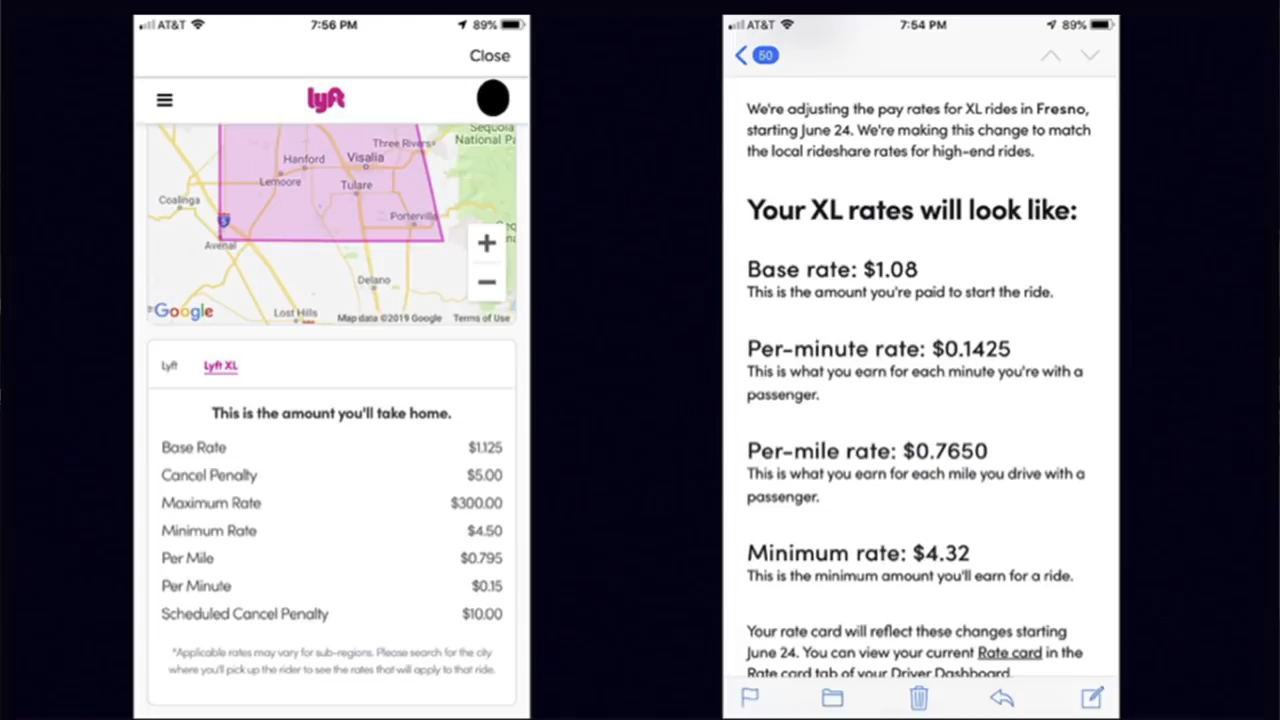 AT&T 7:56 PM 89%
Close
lyft
Sequoia
National Pa
Three Rivers
Hanford
Visalia
Lemoore
Tulare
Coalinga
Porterville
5
Avenal
+
Delano
−
Google
Lost Hills
Map data ©2019 Google
Terms of Use
Lyft
Lyft XL
This is the amount you'll take home.
Base Rate $1.125
Cancel Penalty $5.00
Maximum Rate $300.00
Minimum Rate $4.50
Per Mile $0.795
Per Minute $0.15
Scheduled Cancel Penalty $10.00
*Applicable rates may vary for sub-regions. Please search for the city
where you'll pick up the rider to see the rates that will apply to that ride.
AT&T 7:54 PM 89%
50
We're adjusting the pay rates for XL rides in Fresno,
starting June 24. We're making this change to match
the local rideshare rates for high-end rides.
Your XL rates will look like:
Base rate: $1.08
This is the amount you're paid to start the ride.
Per-minute rate: $0.1425
This is what you earn for each minute you're with a
passenger.
Per-mile rate: $0.7650
This is what you earn for each mile you drive with a
passenger.
Minimum rate: $4.32
This is the minimum amount you'll earn for a ride.
Your rate card will reflect these changes starting
June 24. You can view your current Rate card in the
Rate card tab of your Driver Dashboard.